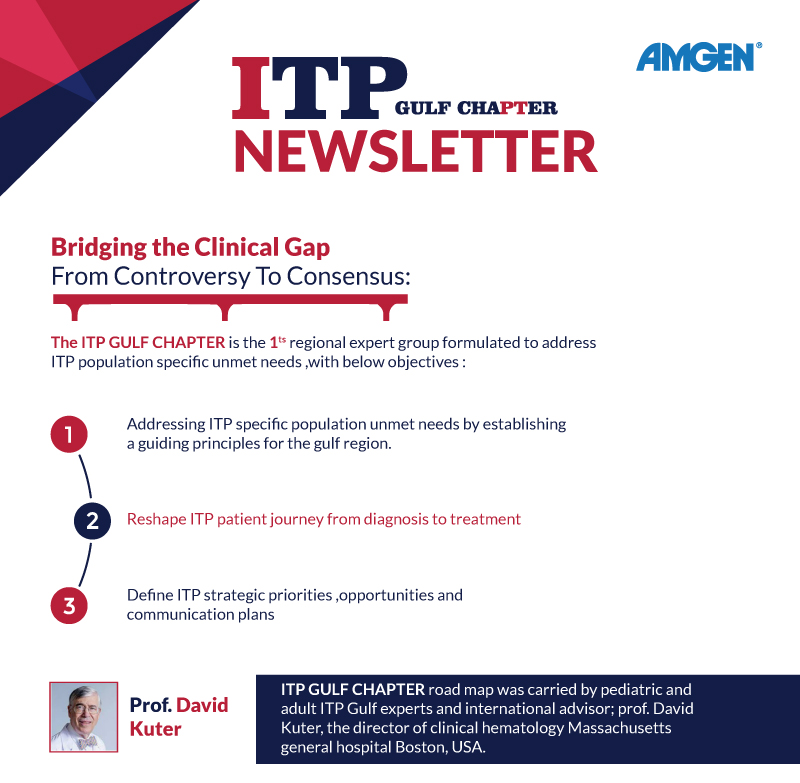 AMGEN®
ITP
GULF CHAPTER
NEWSLETTER
Bridging the Clinical Gap
From Controversy To Consensus:
The ITP GULF CHAPTER is the 1ts regional expert group formulated to address
ITP population specific unmet needs ,with below objectives :
1
Addressing ITP specific population unmet needs by establishing
a guiding principles for the gulf region.
2
Reshape ITP patient journey from diagnosis to treatment
3
Define ITP strategic priorities ,opportunities and
communication plans
Prof. David
Kuter
ITP GULF CHAPTER road map was carried by pediatric and
adult ITP Gulf experts and international advisor; prof. David
Kuter, the director of clinical hematology Massachusetts
general hospital Boston, USA.